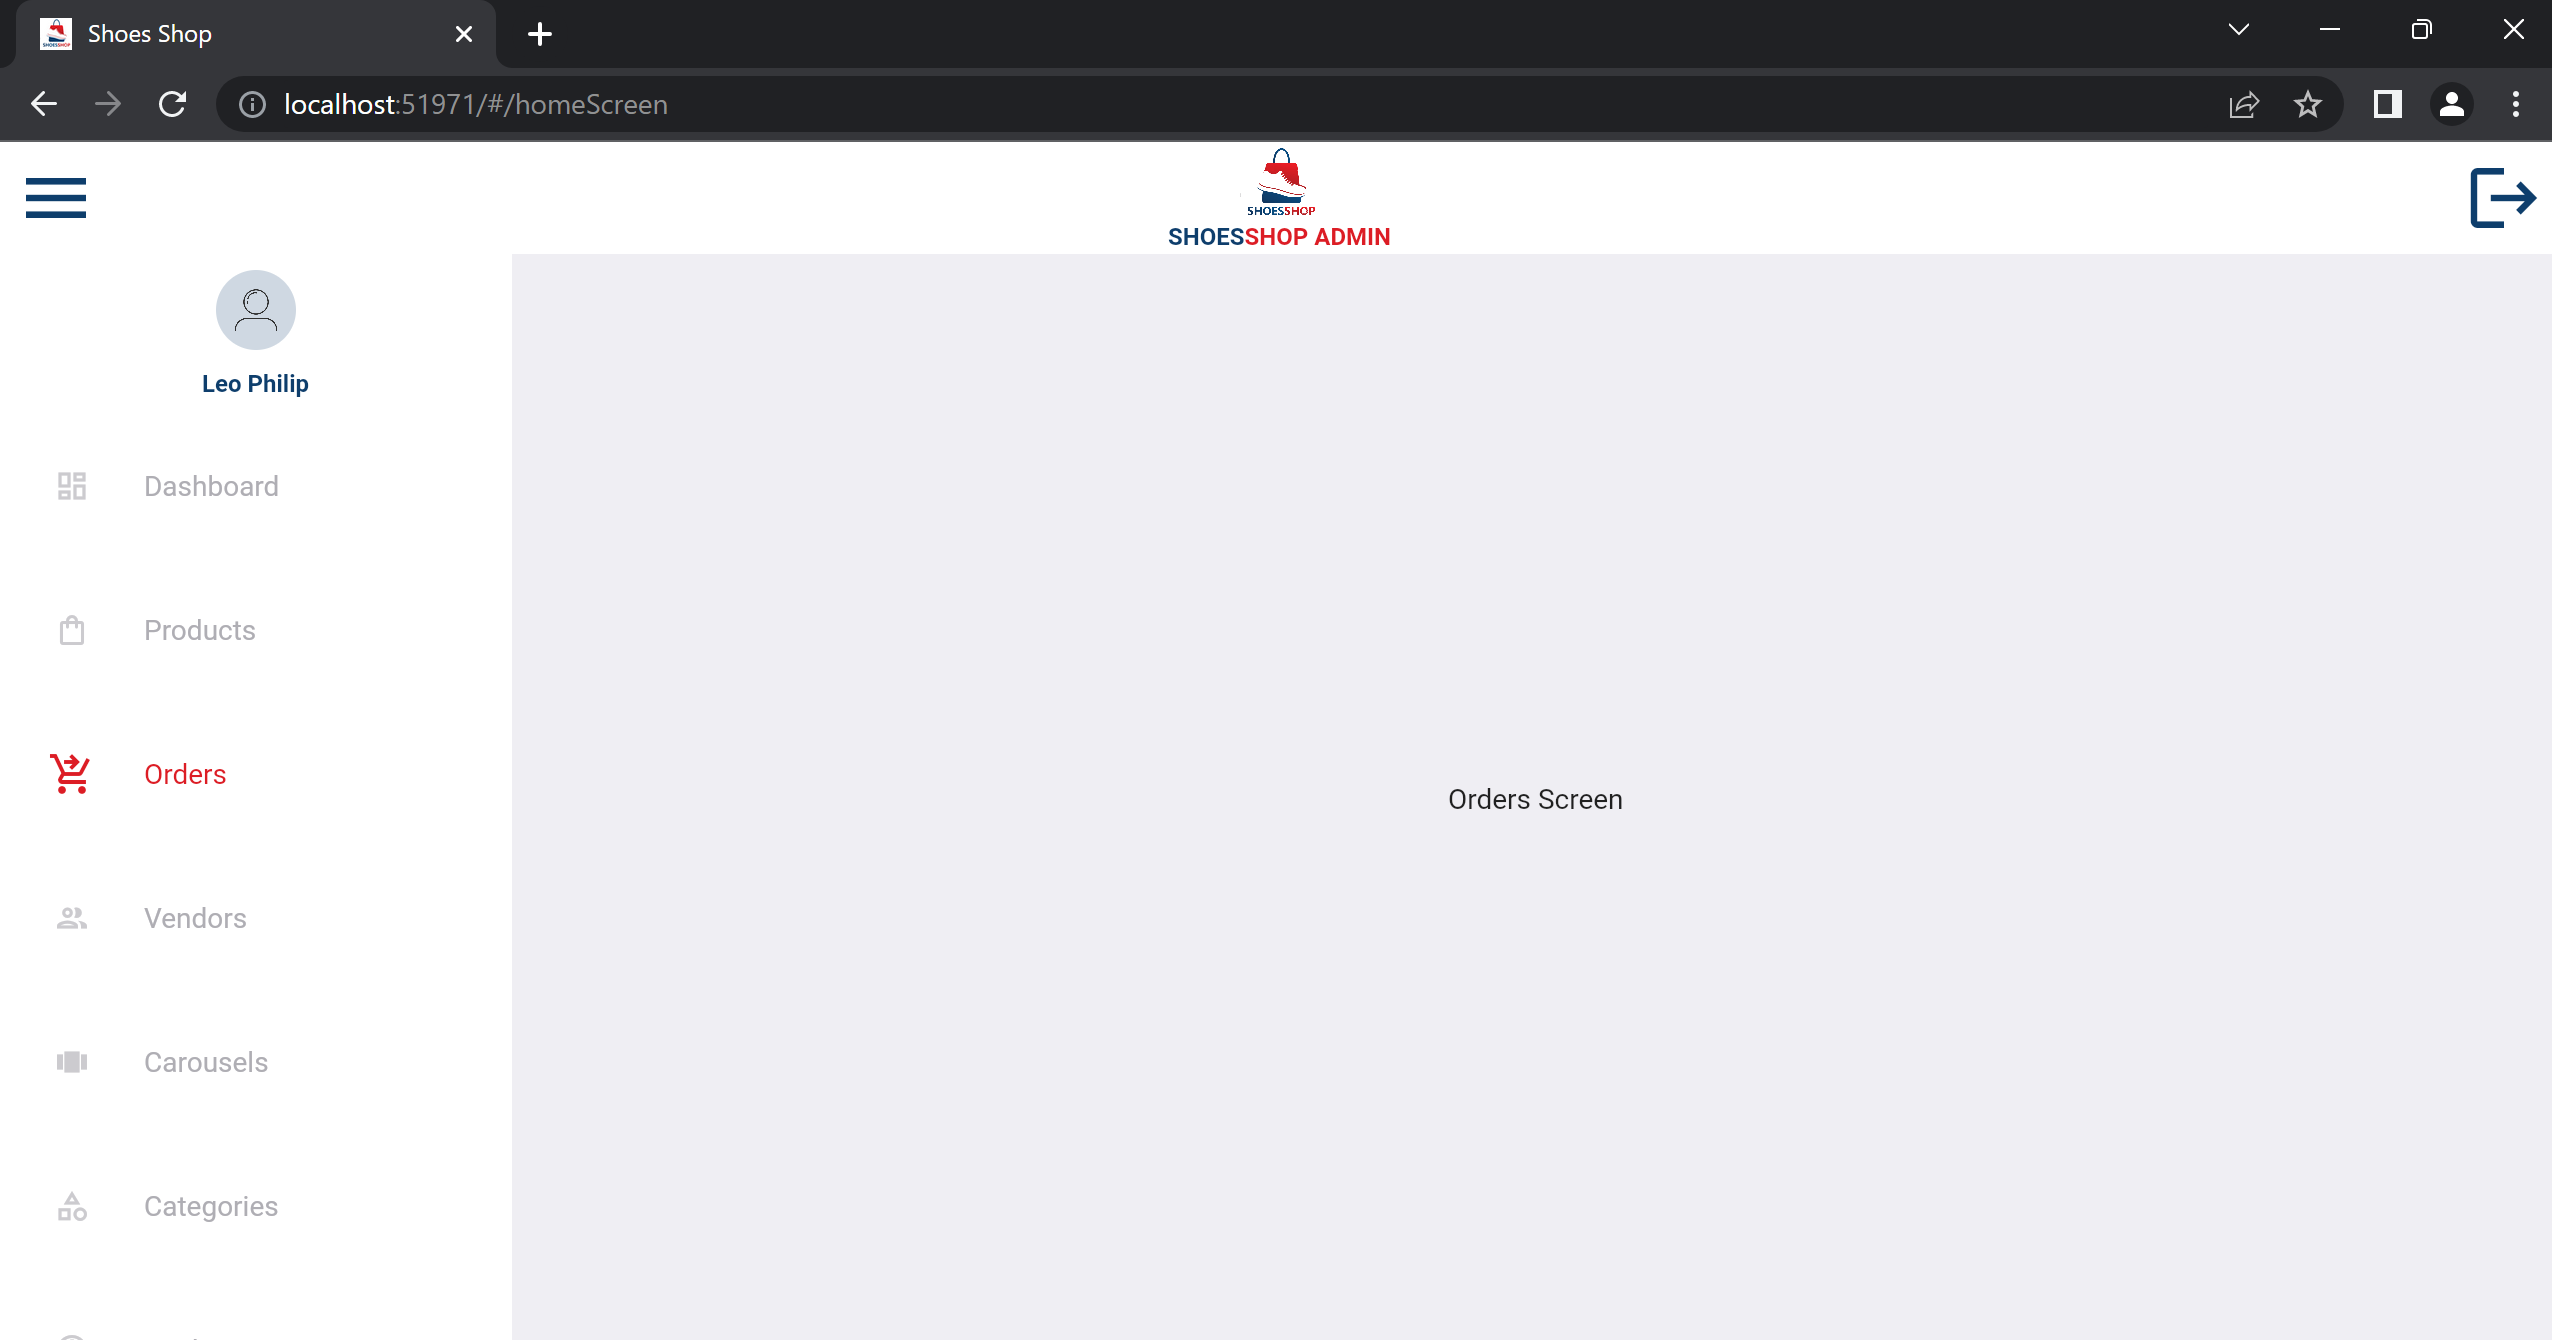 Shoes Shop
localhost:51971/#/homeScreen
SHOESSHOP
SHOESSHOP ADMIN
Leo Philip
Dashboard
Products
Orders
Orders Screen
Vendors
Carousels
Categories